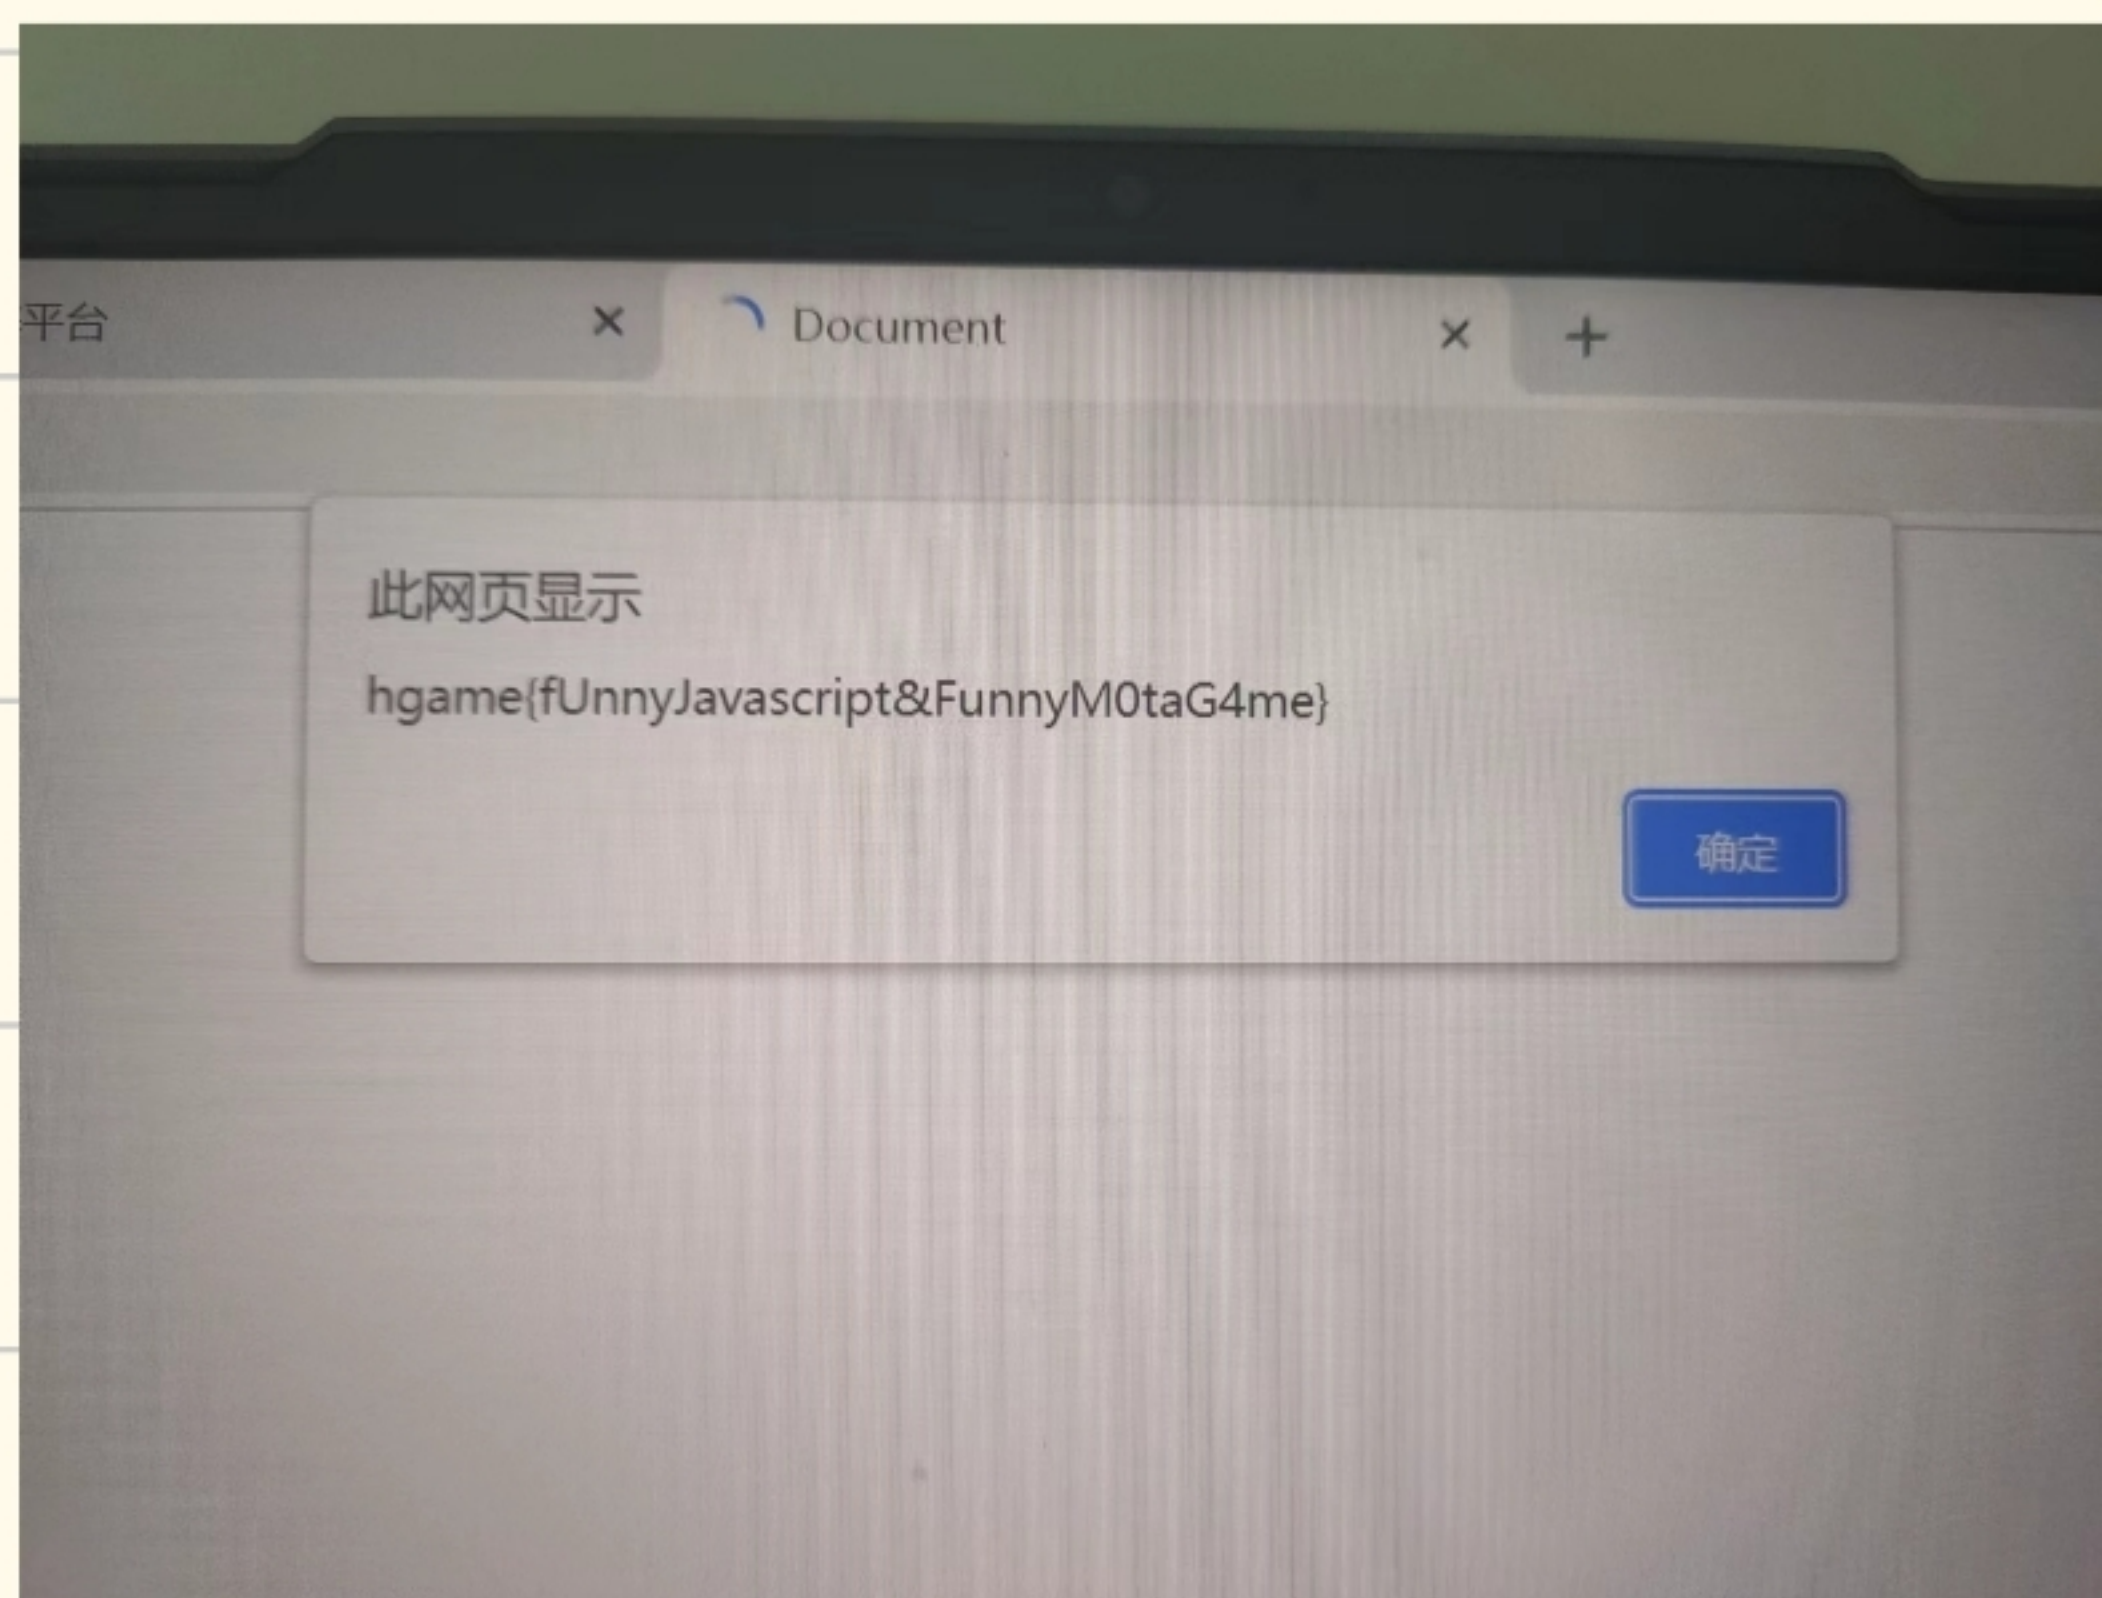 平台 × Document × +
此网页显示
hgame{fUnnyJavascript&FunnyM0taG4me}
确定